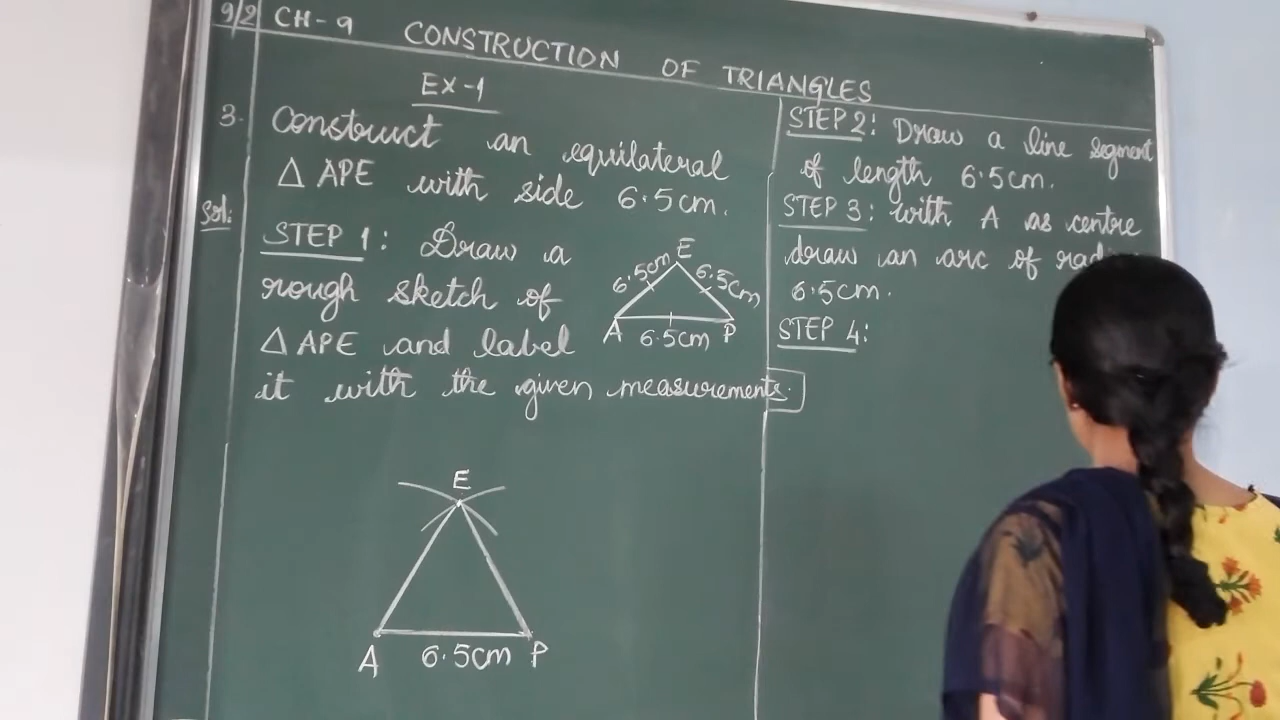 9/2 CH-9 CONSTRUCTION OF TRIANGLES
Ex-1
3. Construct an equilateral
△ APE with side 6.5cm.
Sol:
STEP 1: Draw a
rough sketch of
△ APE and label
it with the given measurements.
E
6.5cm 6.5cm
A 6.5cm P
E
A 6.5cm P
STEP 2: Draw a line segment
of length 6.5cm.
STEP 3: with A as centre
draw an arc of
6.5cm.
STEP 4: